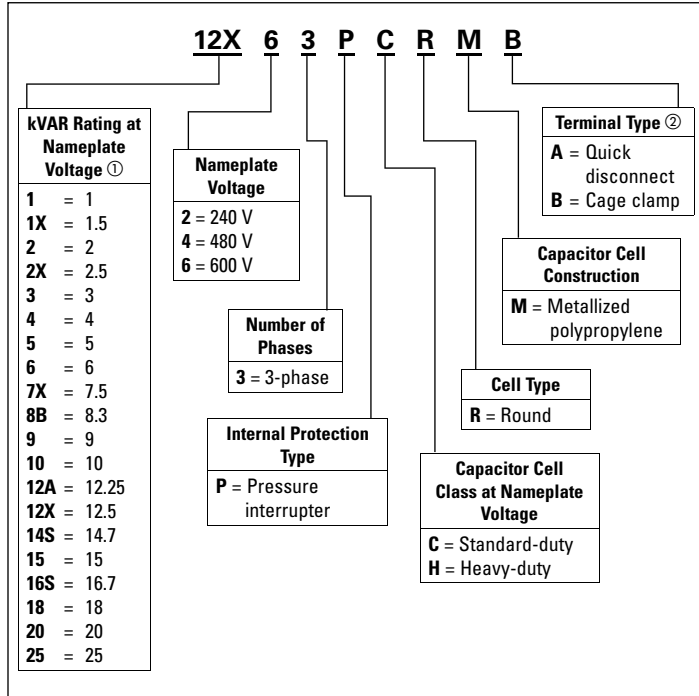 12X 6 3 P C R M B
kVAR Rating at
Nameplate
Voltage ①
1 = 1
1X = 1.5
2 = 2
2X = 2.5
3 = 3
4 = 4
5 = 5
6 = 6
7X = 7.5
8B = 8.3
9 = 9
10 = 10
12A = 12.25
12X = 12.5
14S = 14.7
15 = 15
16S = 16.7
18 = 18
20 = 20
25 = 25
Nameplate
Voltage
2 = 240 V
4 = 480 V
6 = 600 V
Number of
Phases
3 = 3-phase
Internal Protection
Type
P = Pressure
interrupter
Capacitor Cell
Class at Nameplate
Voltage
C = Standard-duty
H = Heavy-duty
Cell Type
R = Round
Capacitor Cell
Construction
M = Metallized
polypropylene
Terminal Type ②
A = Quick
disconnect
B = Cage clamp